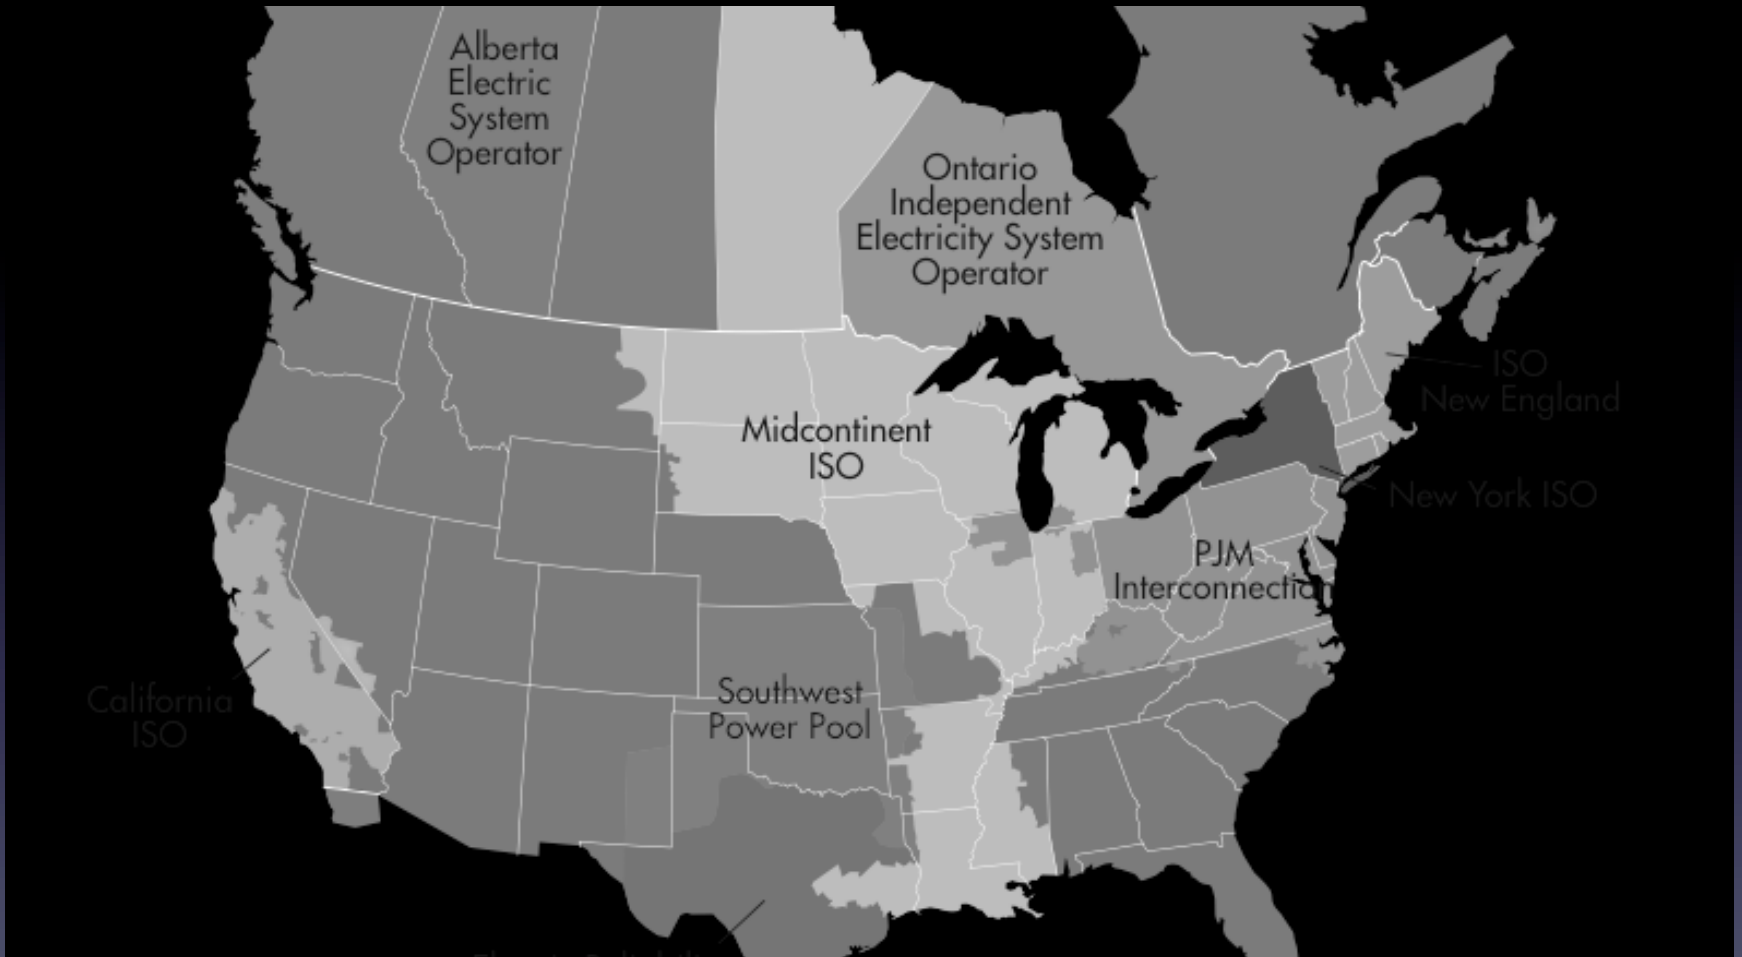 Alberta
Electric
System
Operator
Ontario
Independent
Electricity System
Operator
ISO
New England
Midcontinent
ISO
New York ISO
PJM
Interconnection
California
ISO
Southwest
Power Pool